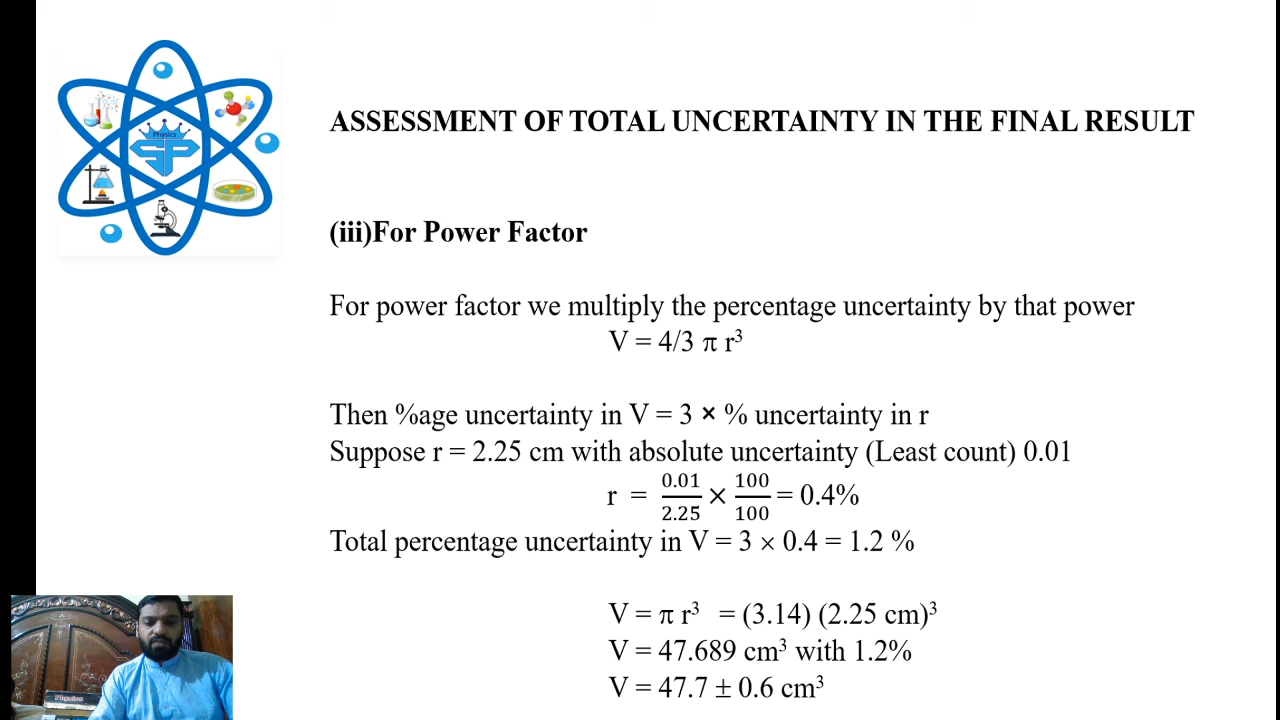 Physics
SP
ASSESSMENT OF TOTAL UNCERTAINTY IN THE FINAL RESULT
(iii)For Power Factor
For power factor we multiply the percentage uncertainty by that power
V = 4/3 π r³
Then %age uncertainty in V = 3 × % uncertainty in r
Suppose r = 2.25 cm with absolute uncertainty (Least count) 0.01
r = 0.01/2.25 × 100/100 = 0.4%
Total percentage uncertainty in V = 3 × 0.4 = 1.2 %
V = π r³ = (3.14) (2.25 cm)³
V = 47.689 cm³ with 1.2%
V = 47.7 ± 0.6 cm³
Physics